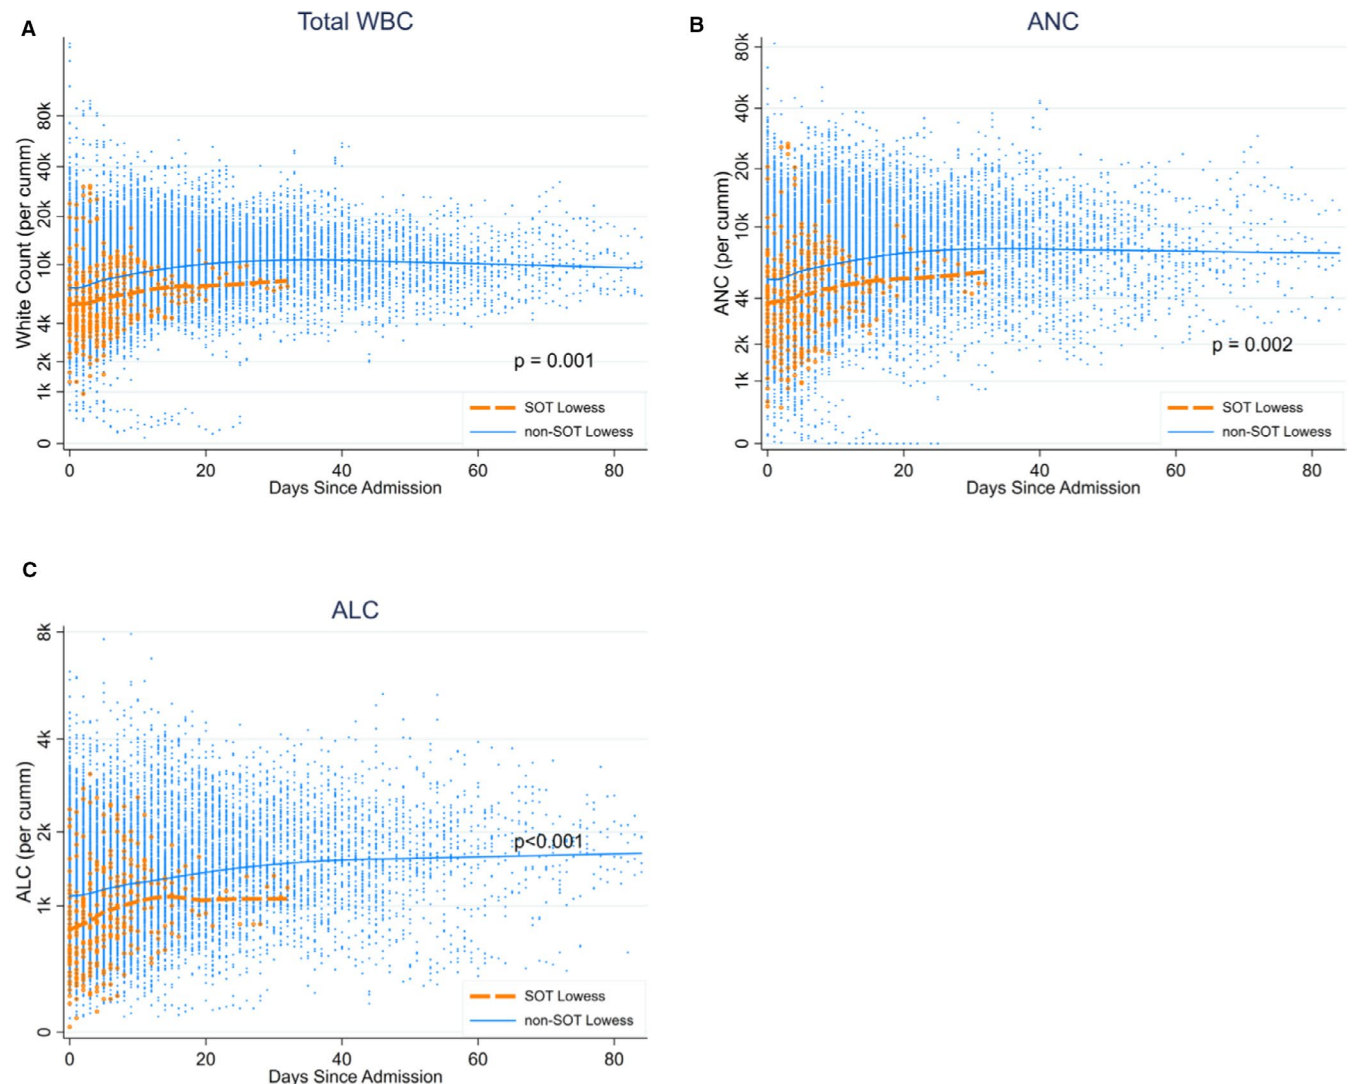 A
Total WBC
White Count (per cumm)
80k
40k
20k
10k
4k
2k
1k
0
p = 0.001
SOT Lowess
non-SOT Lowess
0 20 40 60 80
Days Since Admission
B
ANC
ANC (per cumm)
80k
40k
20k
10k
4k
2k
1k
0
p = 0.002
SOT Lowess
non-SOT Lowess
0 20 40 60 80
Days Since Admission
C
ALC
ALC (per cumm)
8k
4k
2k
1k
0
p<0.001
SOT Lowess
non-SOT Lowess
0 20 40 60 80
Days Since Admission